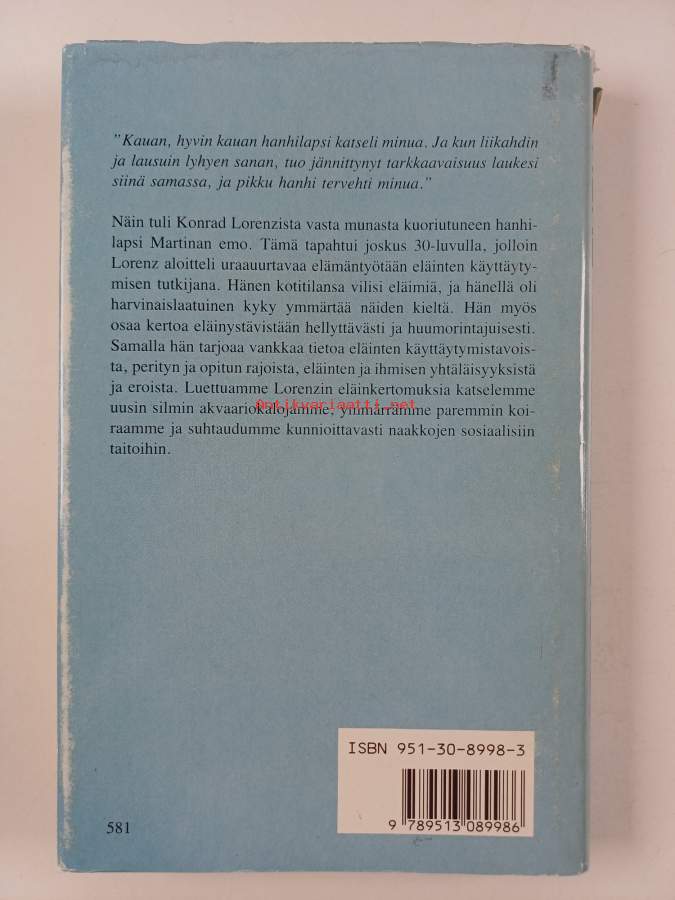 ”Kauan, hyvin kauan hanhilapsi katseli minua. Ja kun liikahdin
ja lausuin lyhyen sanan, tuo jännittynyt tarkkaavaisuus laukesi
siinä samassa, ja pikku hanhi tervehti minua.”
Näin tuli Konrad Lorenzista vasta munasta kuoriutuneen hanhi-
lapsi Martinan emo. Tämä tapahtui joskus 30-luvulla, jolloin
Lorenz aloitteli uraauurtavaa elämäntyötään eläinten käyttäyty-
misen tutkijana. Hänen kotitilansa vilisi eläimiä, ja hänellä oli
harvinaislaatuinen kyky ymmärtää näiden kieltä. Hän myös
osaa kertoa eläinystävistään hellyttävästi ja huumorintajuisesti.
Samalla hän tarjoaa vankkaa tietoa eläinten käyttäytymistavois-
ta, perityn ja opitun rajoista, eläinten ja ihmisen yhtäläisyyksistä
ja eroista. Luettuamme Lorenzin eläinkertomuksia katselemme
Antikvariaatti.net
uusin silmin akvaariokalojamme, ymmärrämme paremmin koi-
raamme ja suhtaudumme kunnioittavasti naakkojen sosiaalisiin
taitoihin.
ISBN 951-30-8998-3
9 789513 089986
581